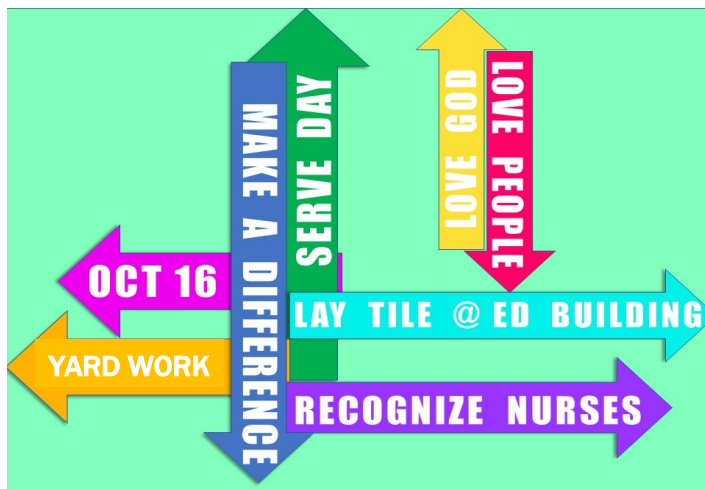 MAKE A DIFFERENCE
SERVE DAY
LOVE GOD
LOVE PEOPLE
OCT 16
LAY TILE @ ED BUILDING
YARD WORK
RECOGNIZE NURSES